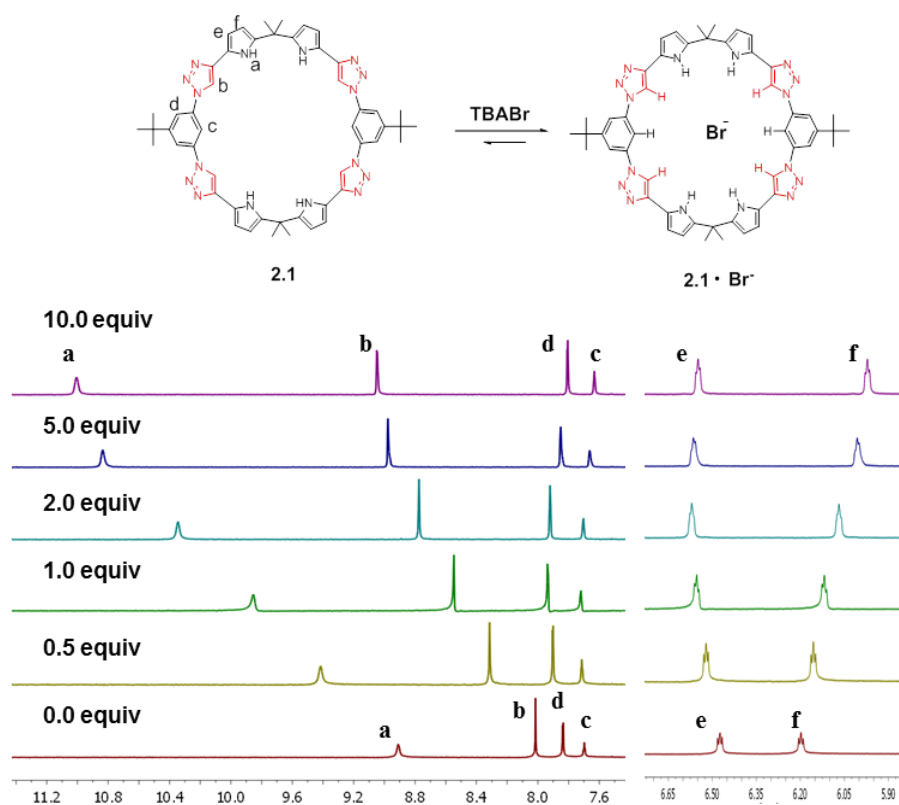 e f
N NH HN N
N N H a N
N b N
N N
d
c
N N
N N
N H HN N
N N
2.1
TBABr
N N H H N N
N N
N H H N
H Br⁻ H
N H H N
N N
N H H N
N N
2.1 · Br⁻
10.0 equiv
a b d c e f
5.0 equiv
2.0 equiv
1.0 equiv
0.5 equiv
0.0 equiv
a b d c e f
11.2 10.8 10.4 10.0 9.6 9.2 8.8 8.4 8.0 7.6 6.65 6.50 6.35 6.20 6.05 5.90